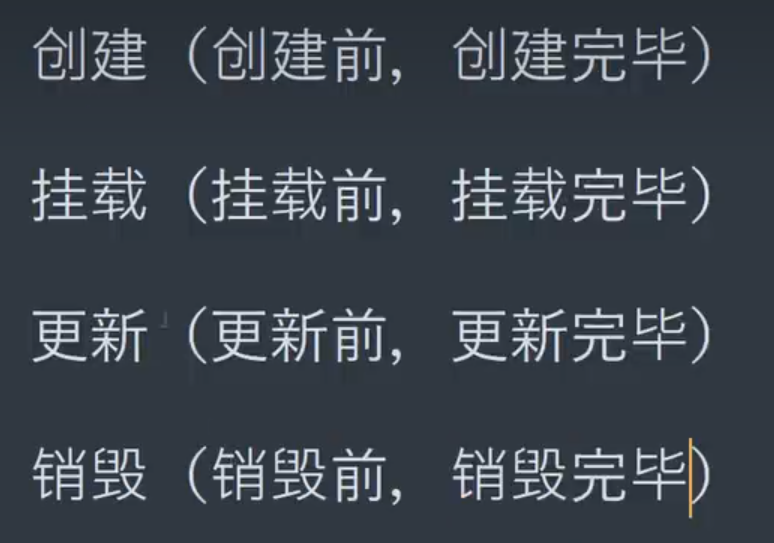 创建（创建前， 创建完毕）
挂载（挂载前， 挂载完毕）
更新（更新前， 更新完毕）
销毁（销毁前， 销毁完毕）